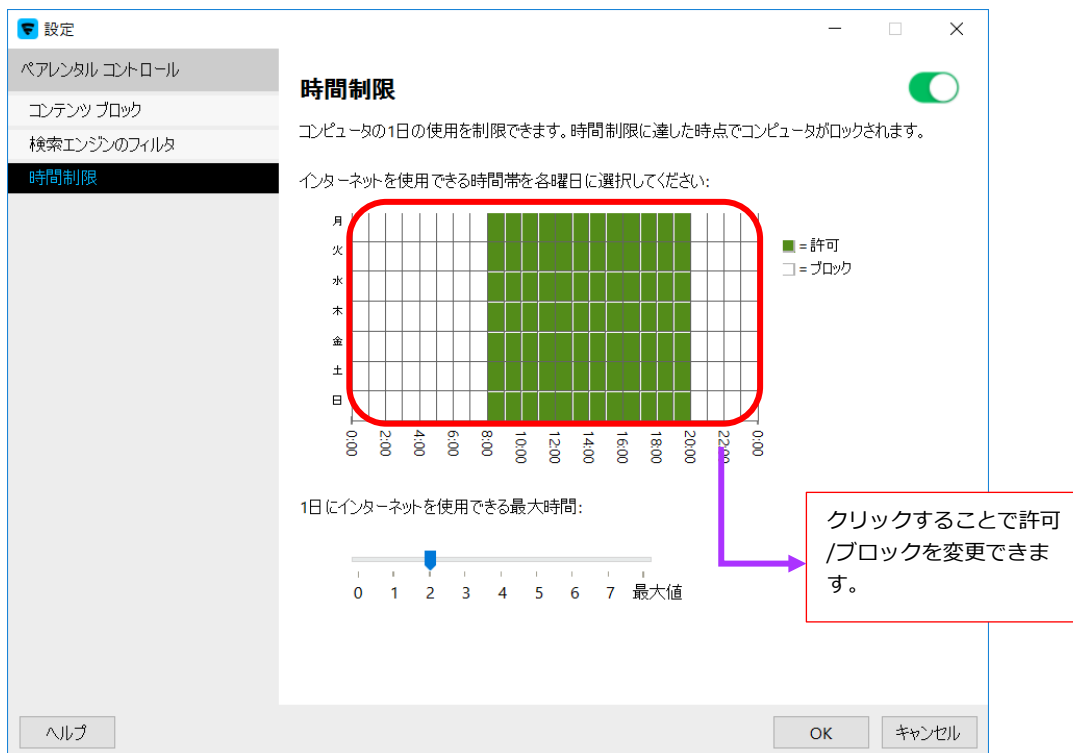 設定
ペアレンタル コントロール
コンテンツ ブロック
検索エンジンのフィルタ
時間制限
時間制限
コンピュータの1日の使用を制限できます。時間制限に達した時点でコンピュータがロックされます。
インターネットを使用できる時間帯を各曜日に選択してください:
月
火
水
木
金
土
日
0:00 2:00 4:00 6:00 8:00 10:00 12:00 14:00 16:00 18:00 20:00 22:00 0:00
= 許可
= ブロック
1日にインターネットを使用できる最大時間:
0 1 2 3 4 5 6 7 最大値
クリックすることで許可
/ブロックを変更できま
す。
ヘルプ
OK
キャンセル